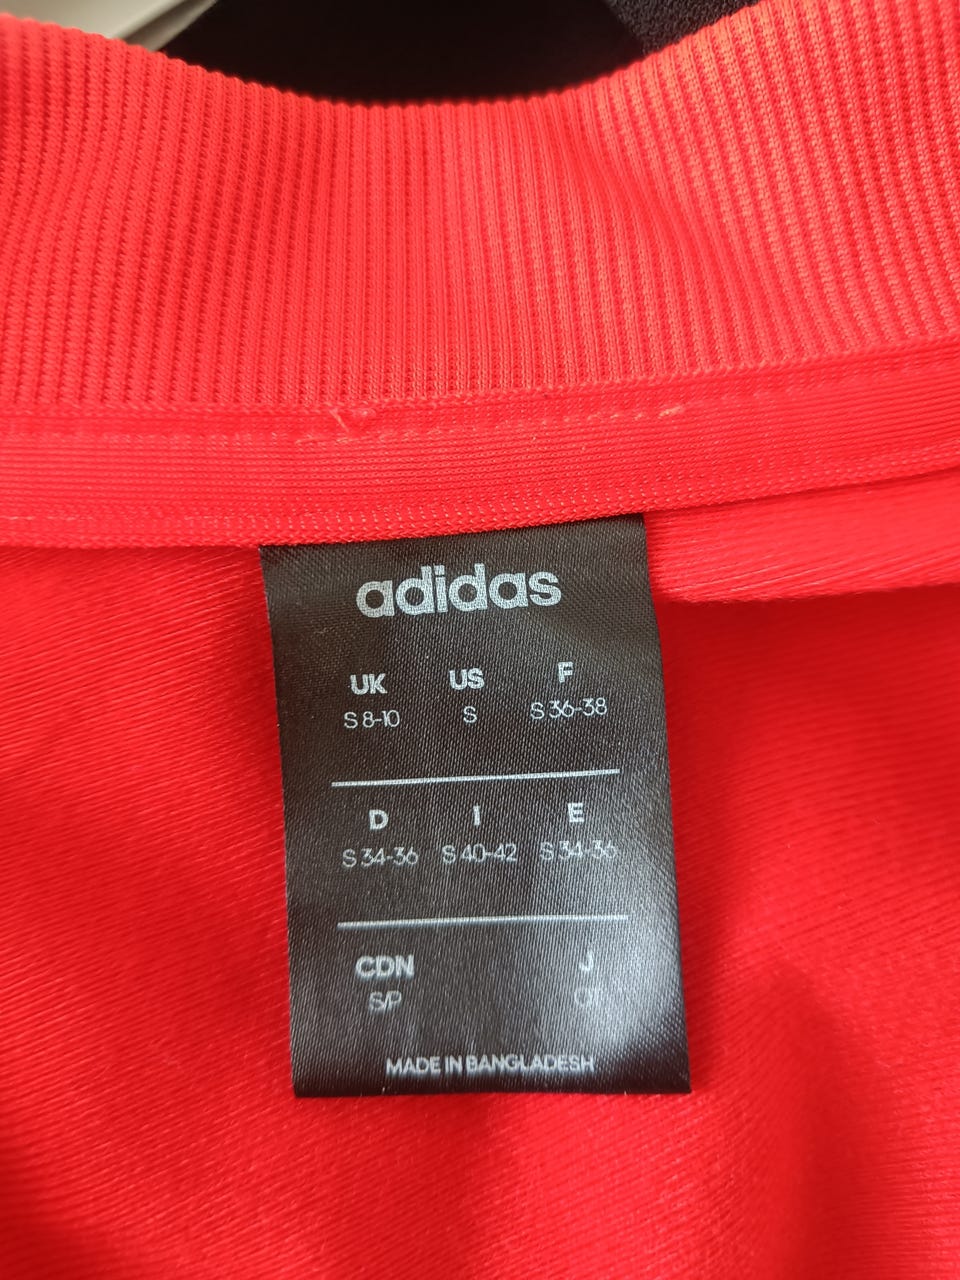 adidas
UK US F
S 8-10 S S 36-38
D I E
S 34-36 S 40-42 S 34-36
CDN J
S/P OT
MADE IN BANGLADESH